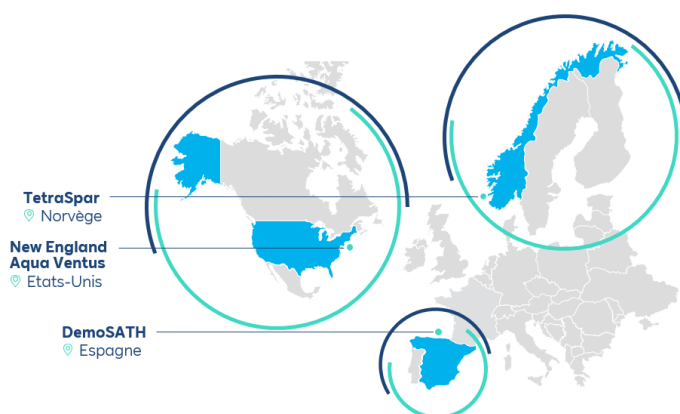 TetraSpar
Norvège
New England
Aqua Ventus
Etats-Unis
DemoSATH
Espagne